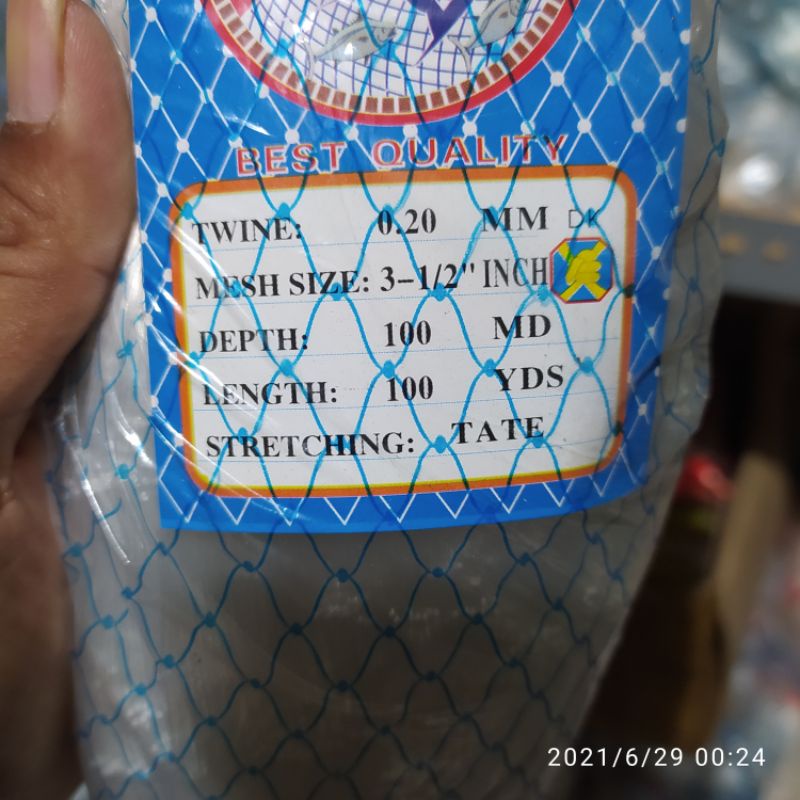 BEST QUALITY
TWINE: 0.20 MM DK
MESH SIZE: 3-1/2" INCH
DEPTH: 100 MD
LENGTH: 100 YDS
STRETCHING: TATE
2021/6/29 00:24